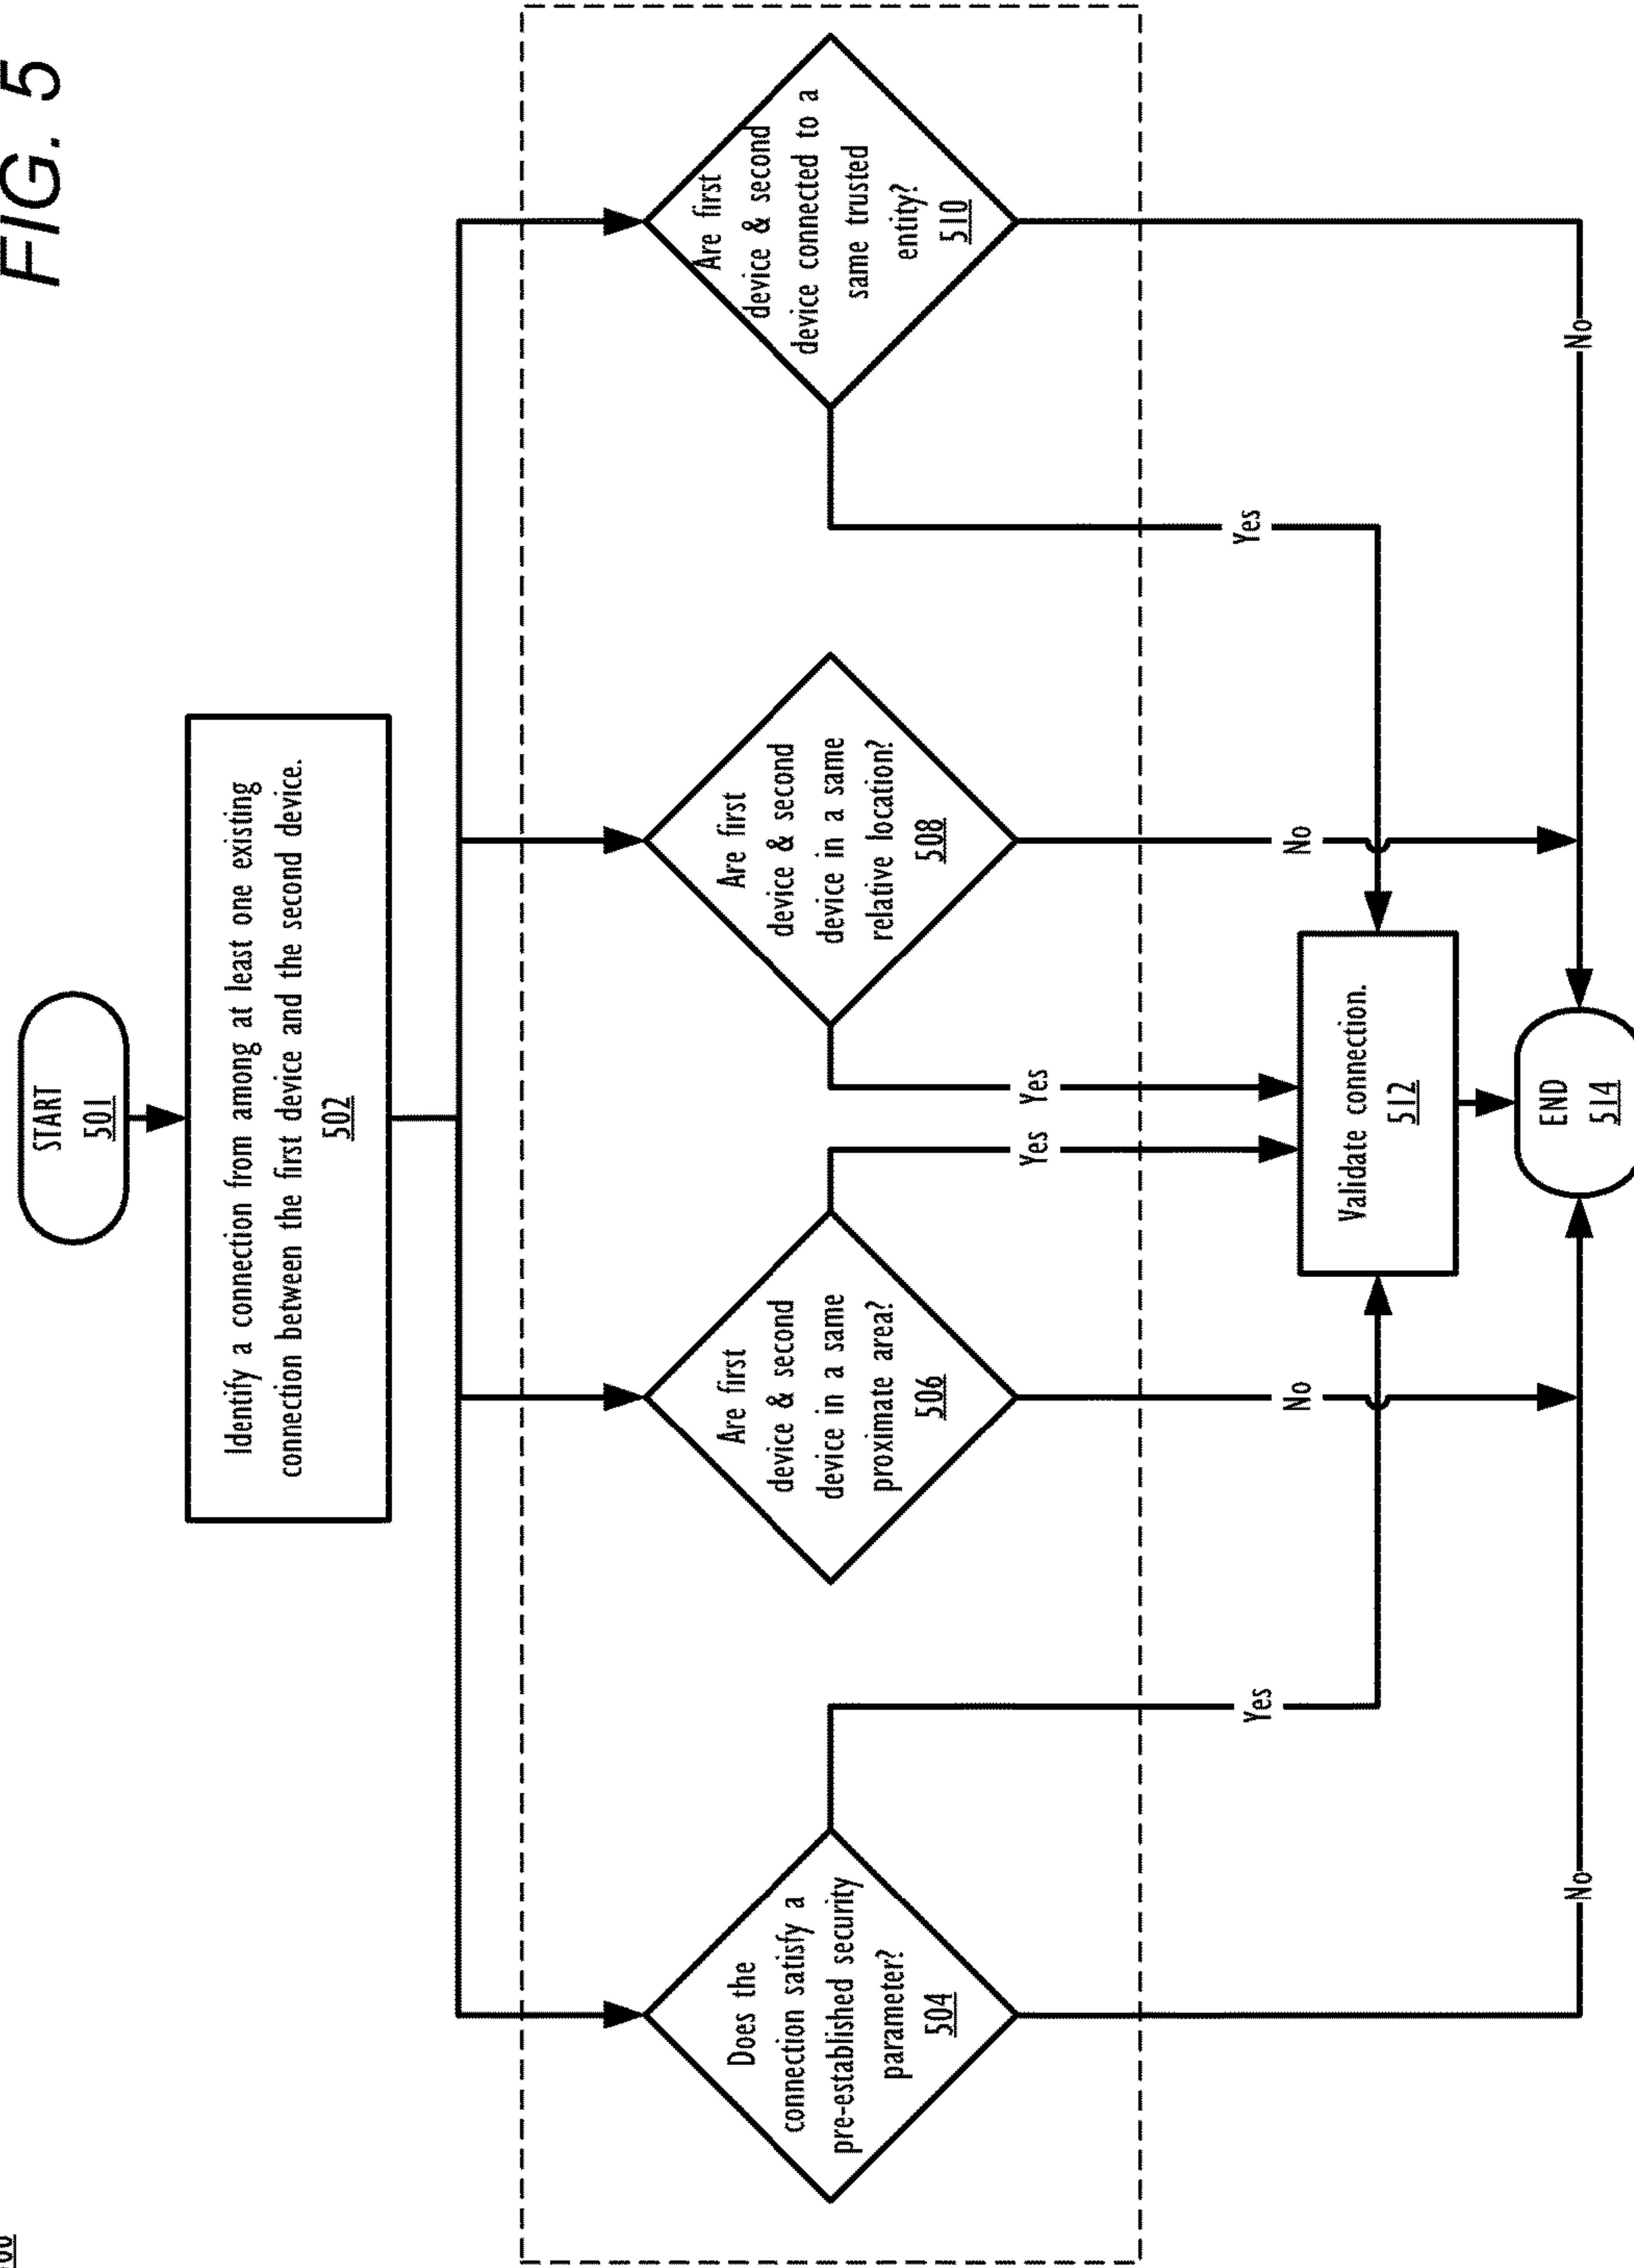 FIG. 5
START
501
Identify a connection from among at least one existing
connection between the first device and the second device.
502
Does the
connection satisfy a
pre-established security
parameter?
504
Are first
device & second
device in a same
proximate area?
506
Are first
device & second
device in a same
relative location?
508
Are first
device & second
device connected to a
same trusted
entity?
510
Yes
Yes
Yes
Yes
No
No
No
No
Validate connection.
512
END
514